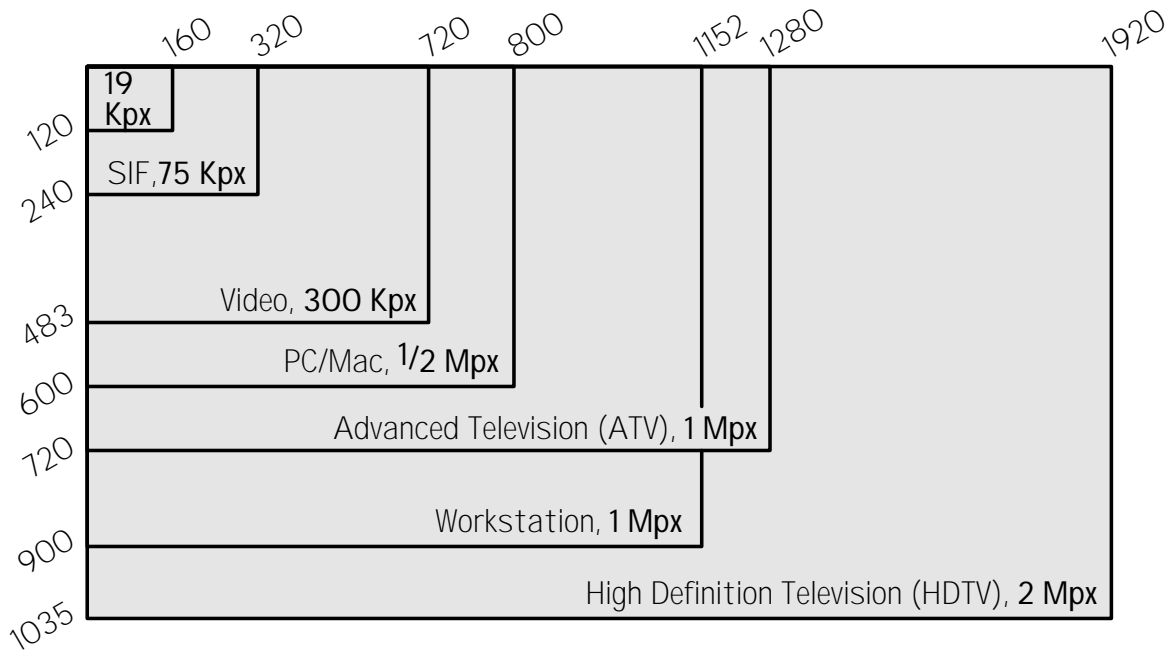 160 320 720 800 1152 1280 1920
19
Kpx
120
SIF,75 Kpx
240
Video, 300 Kpx
483
PC/Mac, 1/2 Mpx
600
Advanced Television (ATV), 1 Mpx
720
Workstation, 1 Mpx
900
High Definition Television (HDTV), 2 Mpx
1035